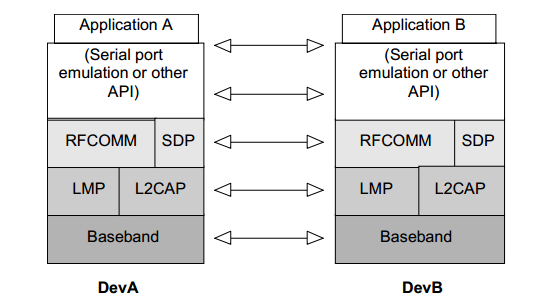 Application A
Application B
(Serial port
emulation or other
API)
(Serial port
emulation or other
API)
RFCOMM
SDP
RFCOMM
SDP
LMP
L2CAP
LMP
L2CAP
Baseband
Baseband
DevA
DevB